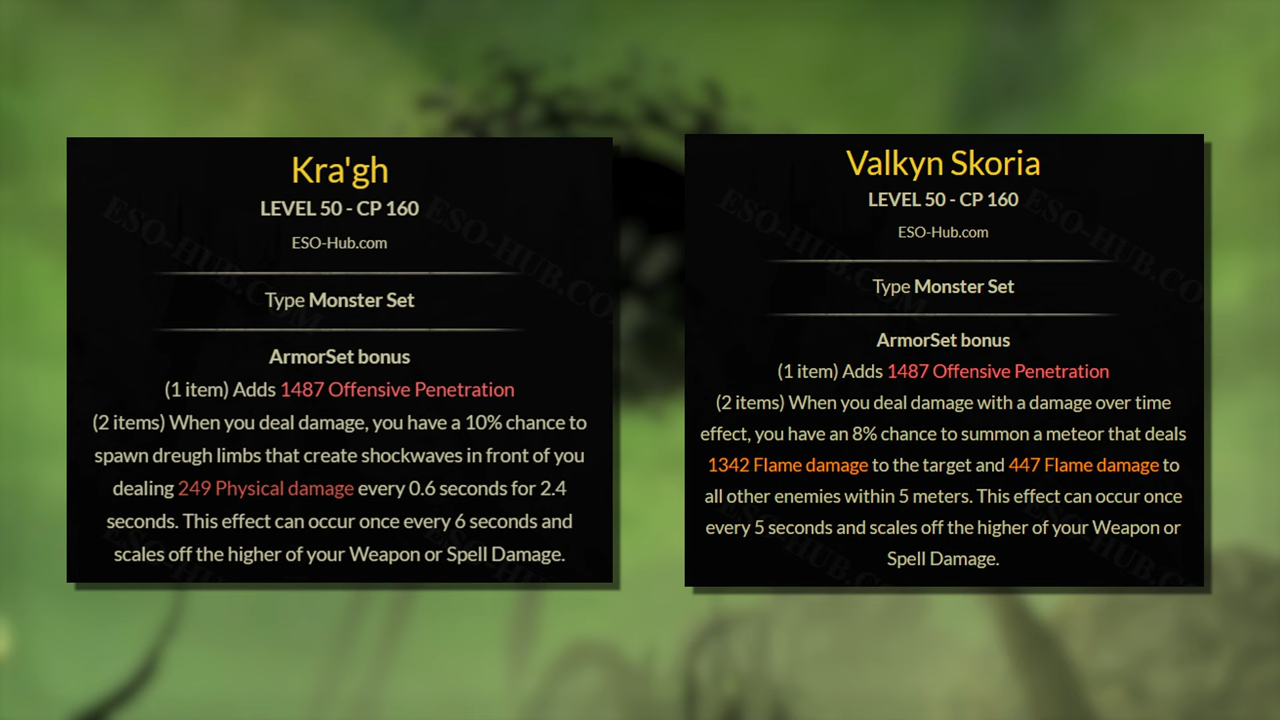 Kra'gh
LEVEL 50 - CP 160
ESO-Hub.com
Type Monster Set
ArmorSet bonus
(1 item) Adds 1487 Offensive Penetration
(2 items) When you deal damage, you have a 10% chance to
spawn dreugh limbs that create shockwaves in front of you
dealing 249 Physical damage every 0.6 seconds for 2.4
seconds. This effect can occur once every 6 seconds and
scales off the higher of your Weapon or Spell Damage.
Valkyn Skoria
LEVEL 50 - CP 160
ESO-Hub.com
Type Monster Set
ArmorSet bonus
(1 item) Adds 1487 Offensive Penetration
(2 items) When you deal damage with a damage over time
effect, you have an 8% chance to summon a meteor that deals
1342 Flame damage to the target and 447 Flame damage to
all other enemies within 5 meters. This effect can occur once
every 5 seconds and scales off the higher of your Weapon or
Spell Damage.